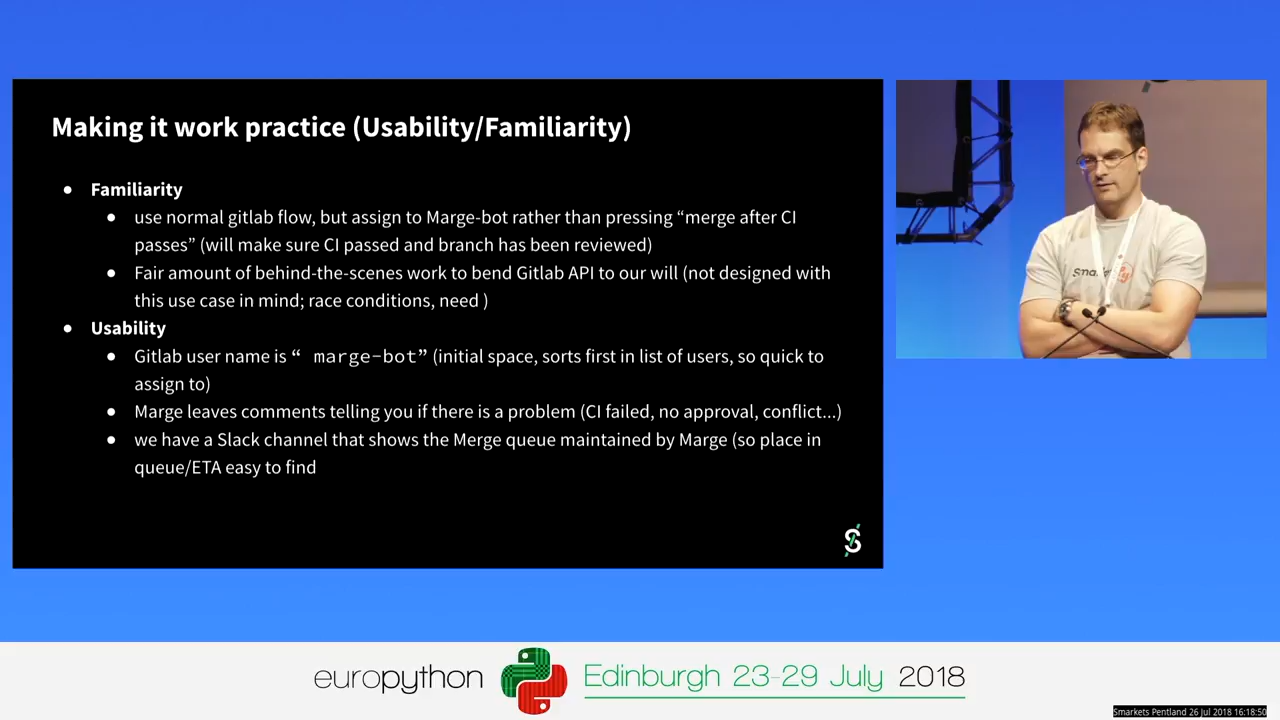 Making it work practice (Usability/Familiarity)
● Familiarity
● use normal gitlab flow, but assign to Marge-bot rather than pressing “merge after CI
passes” (will make sure CI passed and branch has been reviewed)
● Fair amount of behind-the-scenes work to bend Gitlab API to our will (not designed with
this use case in mind; race conditions, need )
● Usability
● Gitlab user name is “ marge-bot” (initial space, sorts first in list of users, so quick to
assign to)
● Marge leaves comments telling you if there is a problem (CI failed, no approval, conflict...)
● we have a Slack channel that shows the Merge queue maintained by Marge (so place in
queue/ETA easy to find
S
europython
Edinburgh 23-29 July 2018
Smarkets Pentland 26 Jul 2018 16:18:50